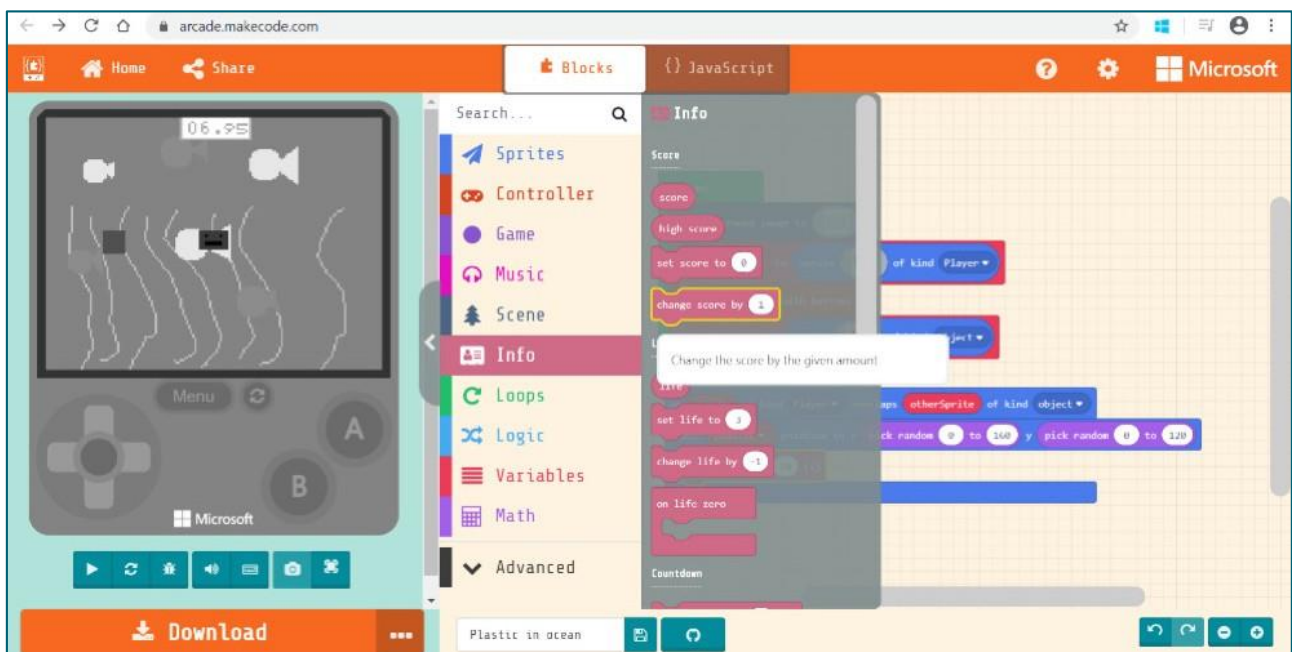 arcade.makecode.com
Home
Share
Blocks
{} JavaScript
Microsoft
06.95
Menu
A
B
Microsoft
Download
Search...
Sprites
Controller
Game
Music
Scene
Info
Loops
Logic
Variables
Math
Advanced
Plastic in ocean
Info
Score
score
high score
set score to 0
change score by 1
Change the score by the given amount
life
set life to 3
change life by -1
on life zero
Countdown
of kind Player
otherSprite of kind object
pick random 0 to 160 y pick random 0 to 120